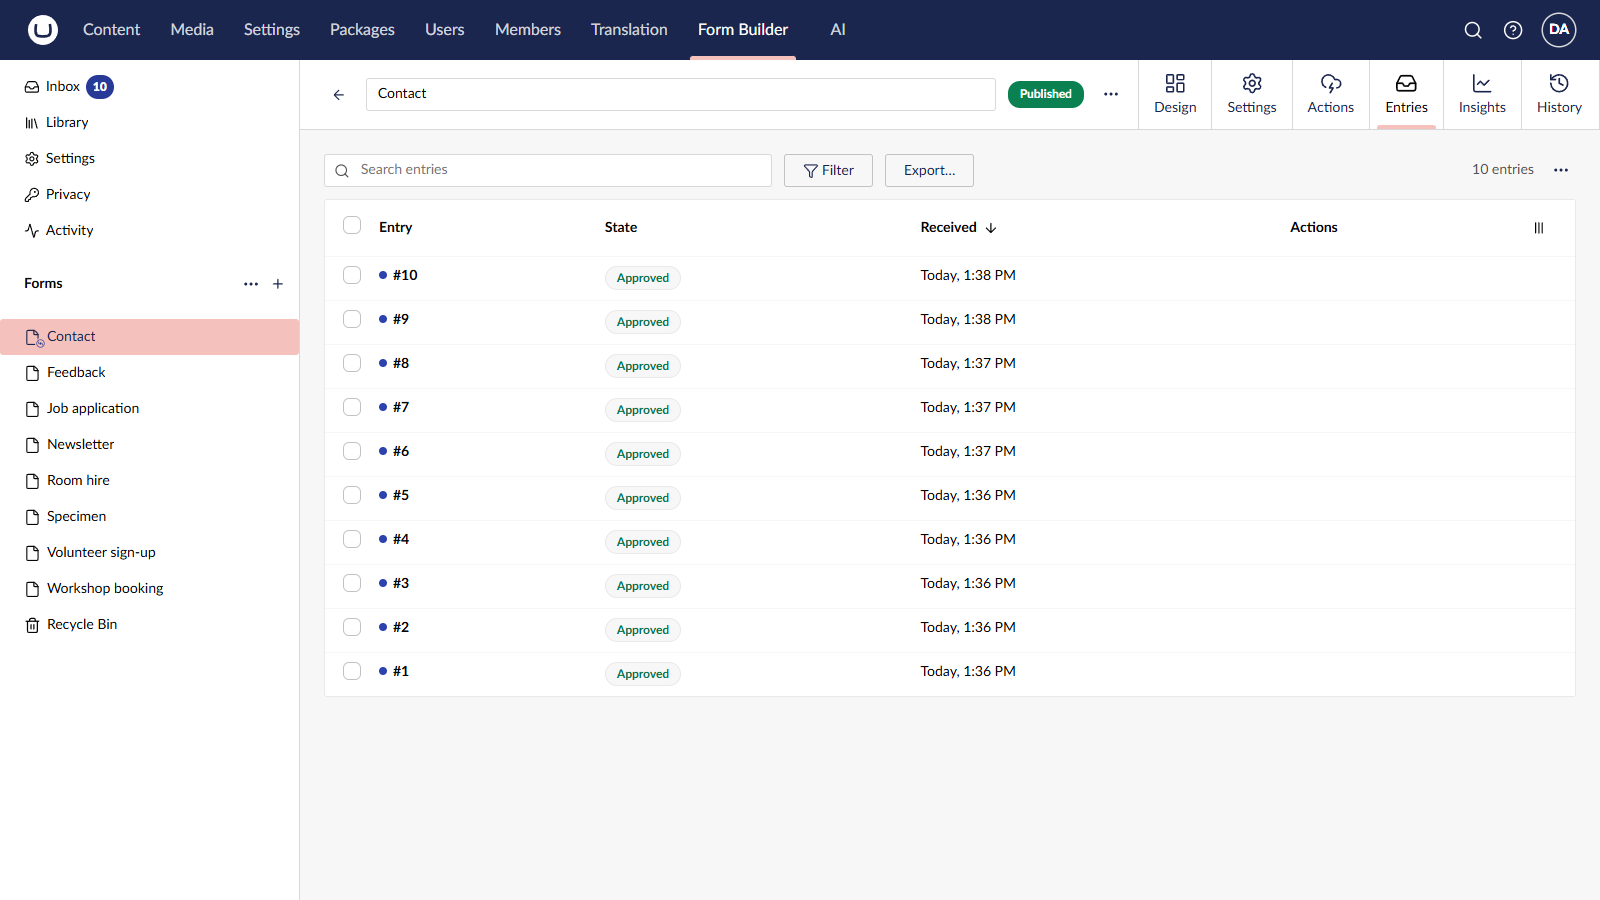 Content Media Settings Packages Users Members Translation Form Builder AI DA
Inbox 10
Library
Settings
Privacy
Activity
Forms
Contact
Feedback
Job application
Newsletter
Room hire
Specimen
Volunteer sign-up
Workshop booking
Recycle Bin
Contact Published Design Settings Actions Entries Insights History
Search entries Filter Export... 10 entries
Entry State Received Actions
#10 Approved Today, 1:38 PM
#9 Approved Today, 1:38 PM
#8 Approved Today, 1:37 PM
#7 Approved Today, 1:37 PM
#6 Approved Today, 1:37 PM
#5 Approved Today, 1:36 PM
#4 Approved Today, 1:36 PM
#3 Approved Today, 1:36 PM
#2 Approved Today, 1:36 PM
#1 Approved Today, 1:36 PM